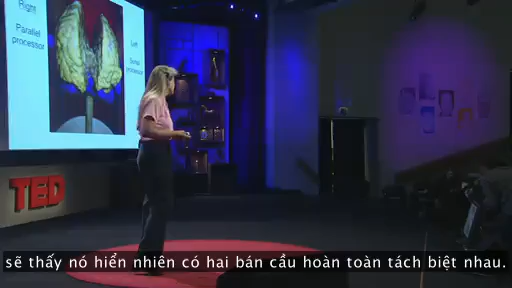 Right
Parallel
processor
Left
Serial
processor
TED
sẽ thấy nó hiển nhiên có hai bán cầu hoàn toàn tách biệt nhau.